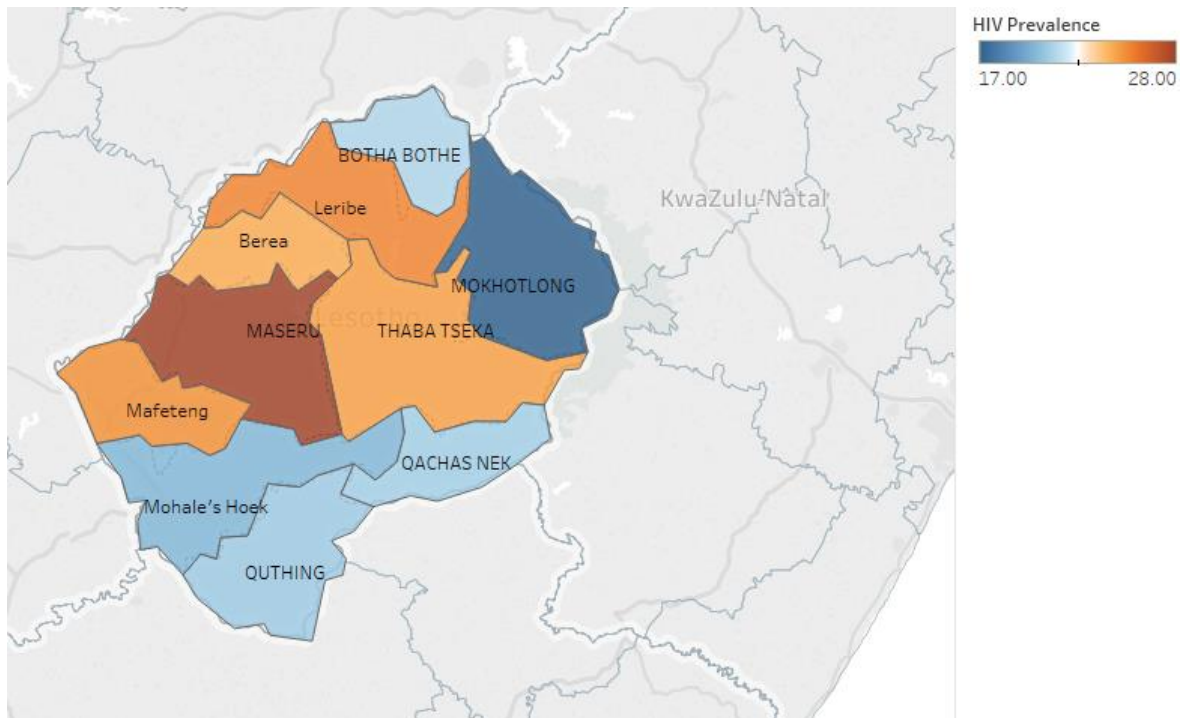 HIV Prevalence
17.00 28.00
BOTHA BOTHE
KwaZulu-Natal
Leribe
Berea
MOKHOTLONG
Lesotho
MASERU
THABA TSEKA
Mafeteng
QACHAS NEK
Mohale's Hoek
QUTHING